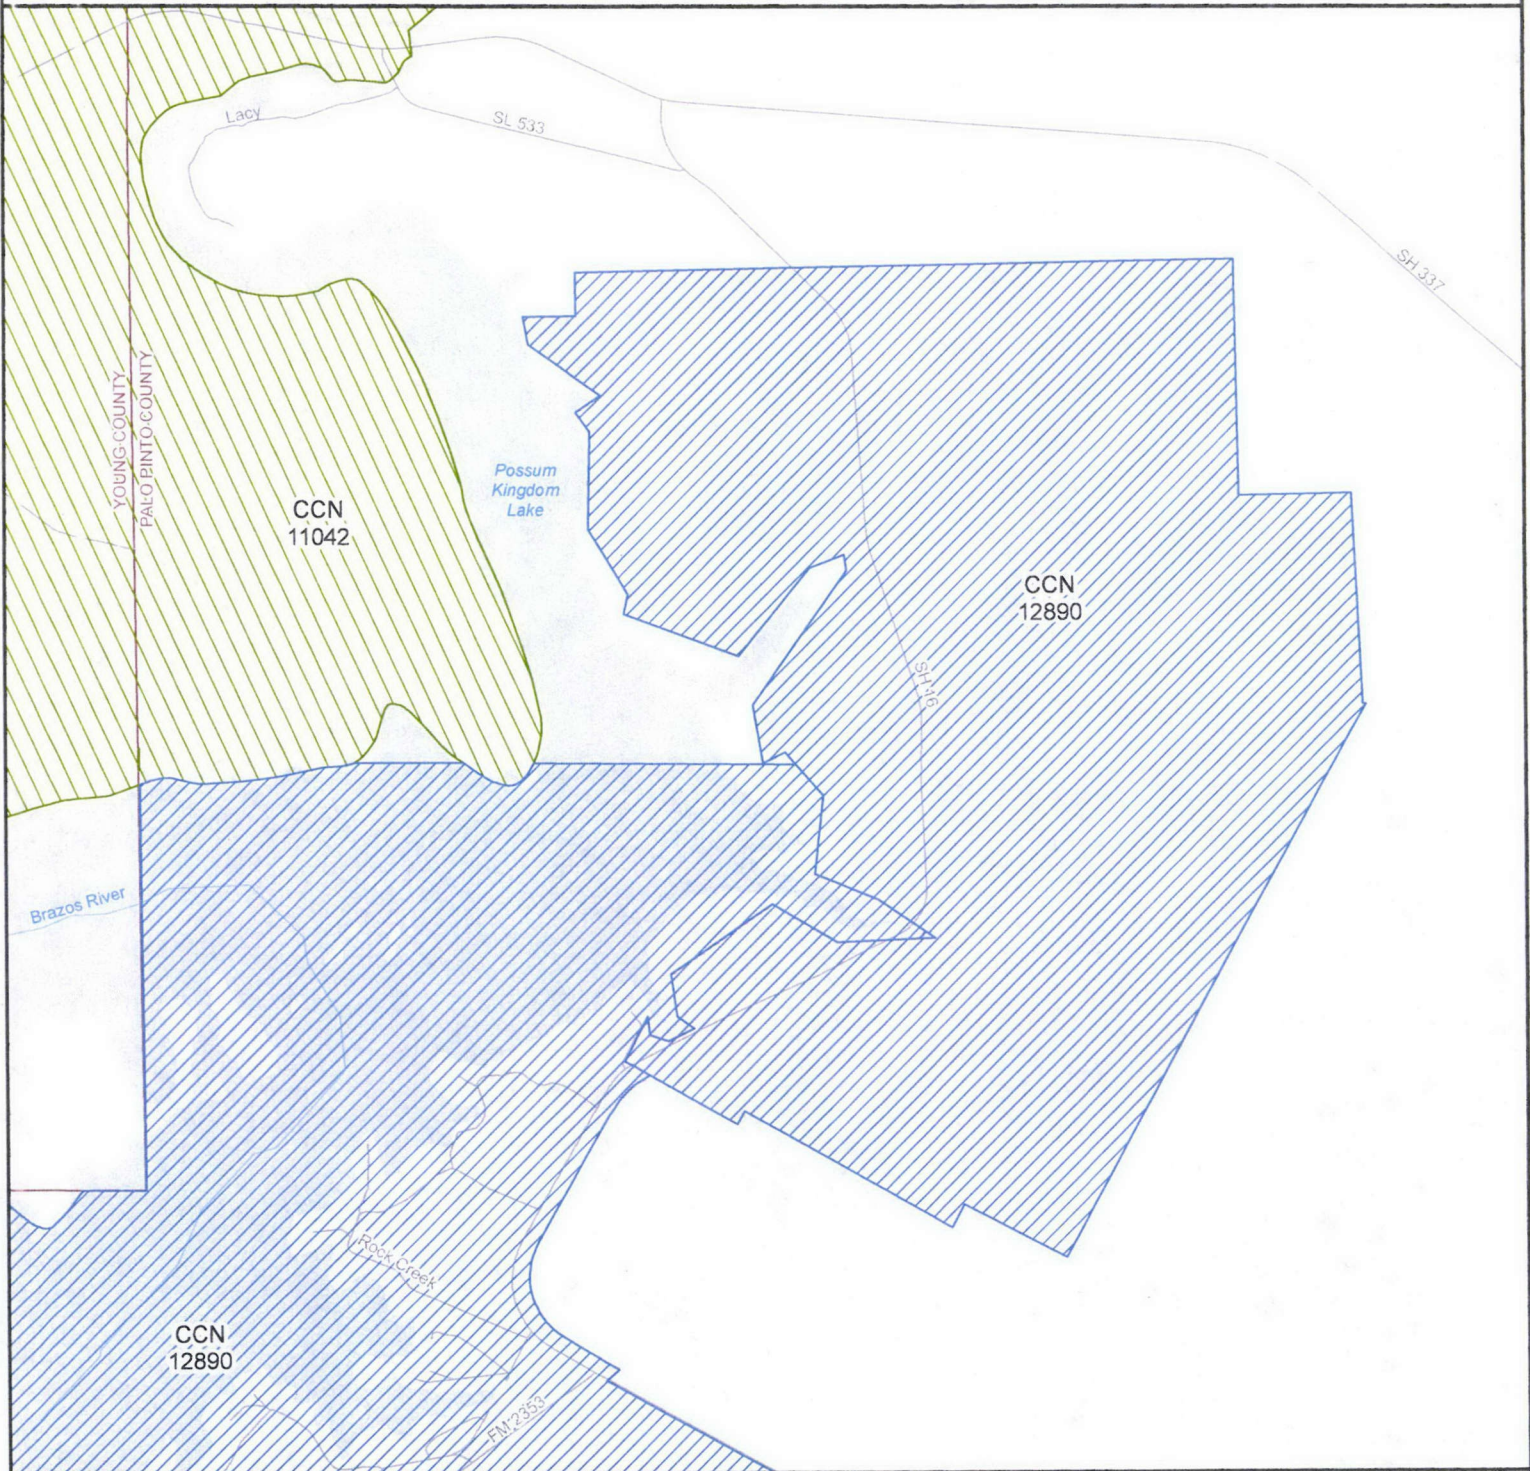 Lacy
SL 533
SH 337
YOUNG COUNTY
PALO PINTO COUNTY
Possum
Kingdom
Lake
CCN
11042
CCN
12890
SH 16
Brazos River
Rock Creek
CCN
12890
FM 2353